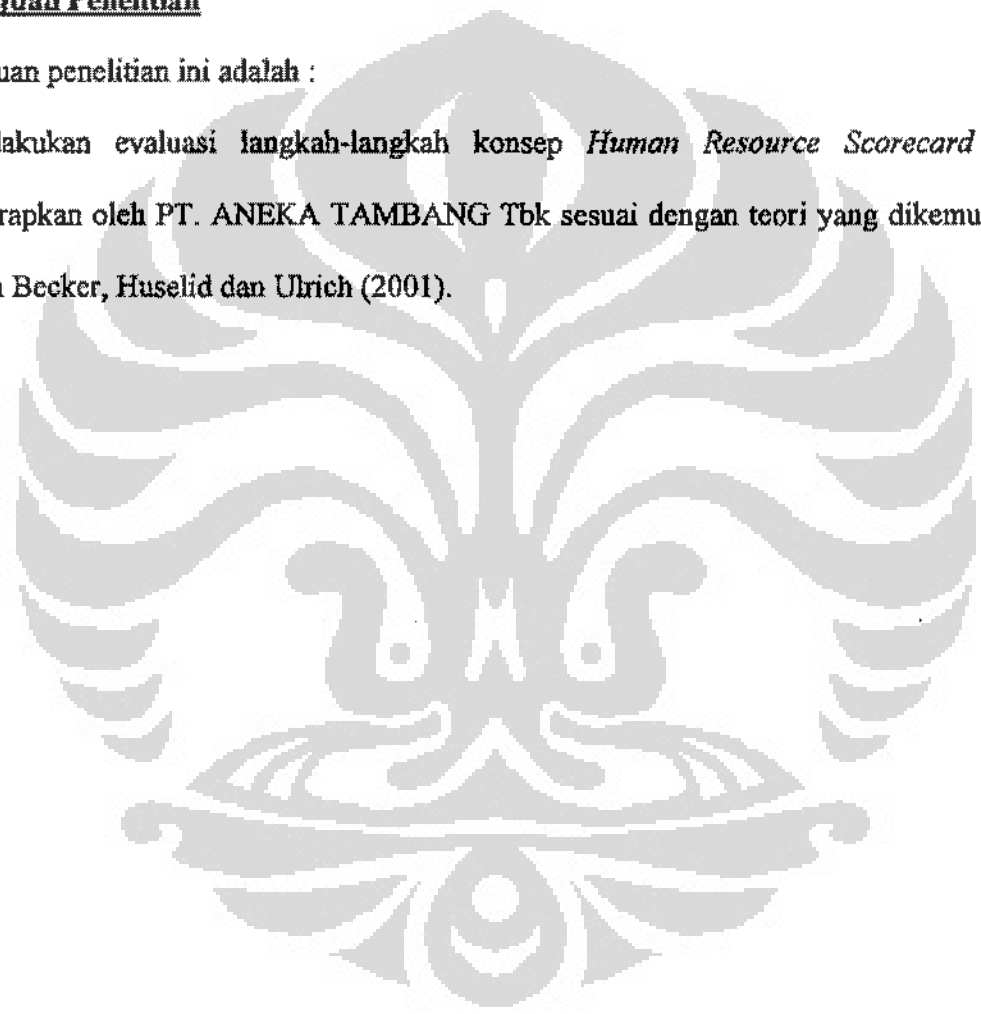 Penelitian
uan penelitian ini adalah :
lakukan evaluasi langkah-langkah konsep Human Resource Scorecard
rapkan oleh PT. ANEKA TAMBANG Tbk sesuai dengan teori yang dikemu
Becker, Huselid dan Ulrich (2001).